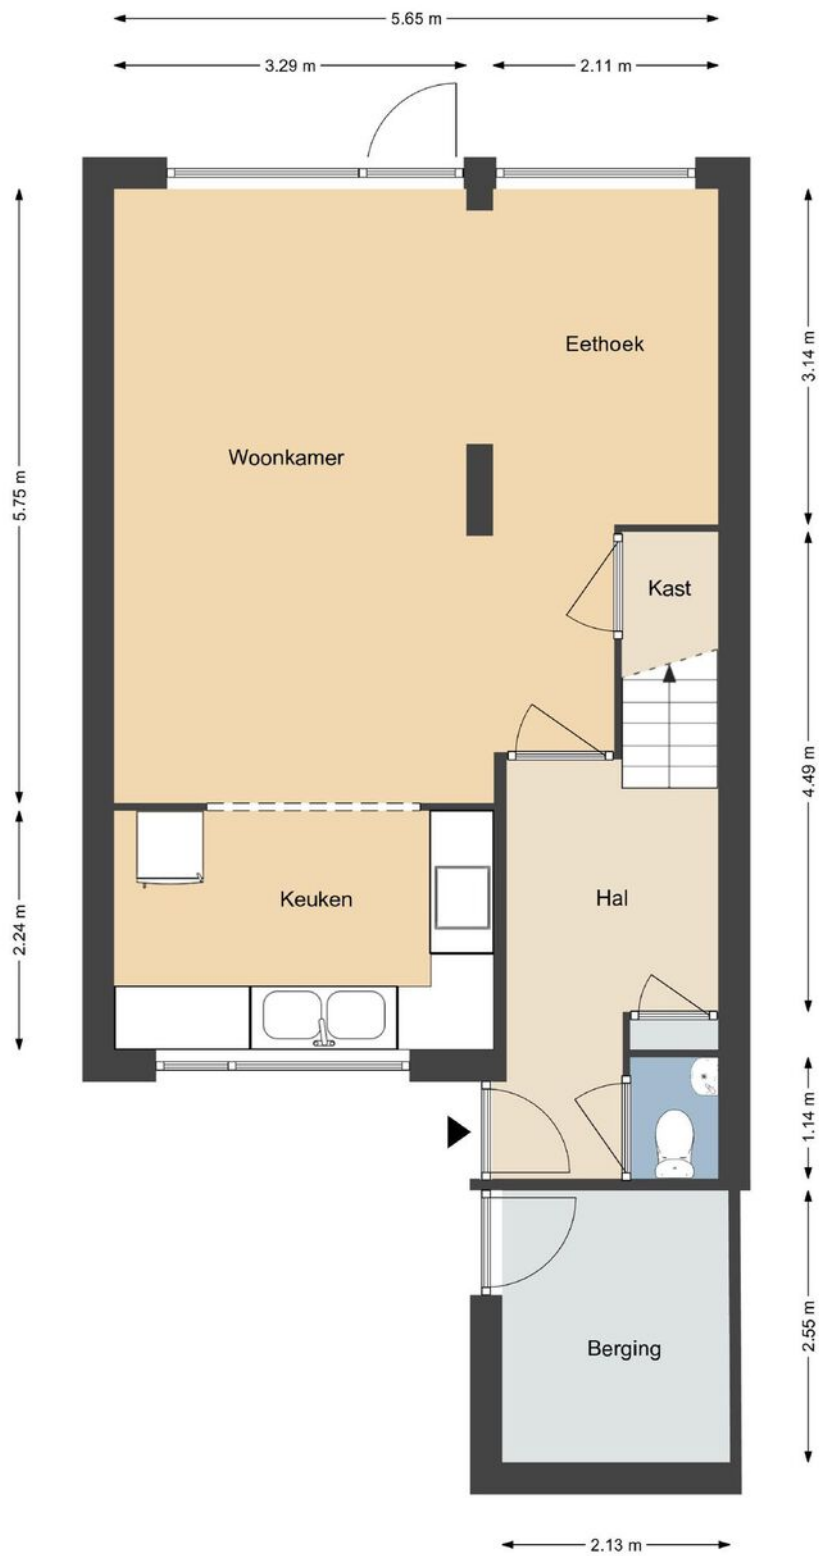 5.65 m
3.29 m
2.11 m
Eethoek
3.14 m
Woonkamer
5.75 m
Kast
4.49 m
Keuken
Hal
2.24 m
1.14 m
2.55 m
Berging
2.13 m